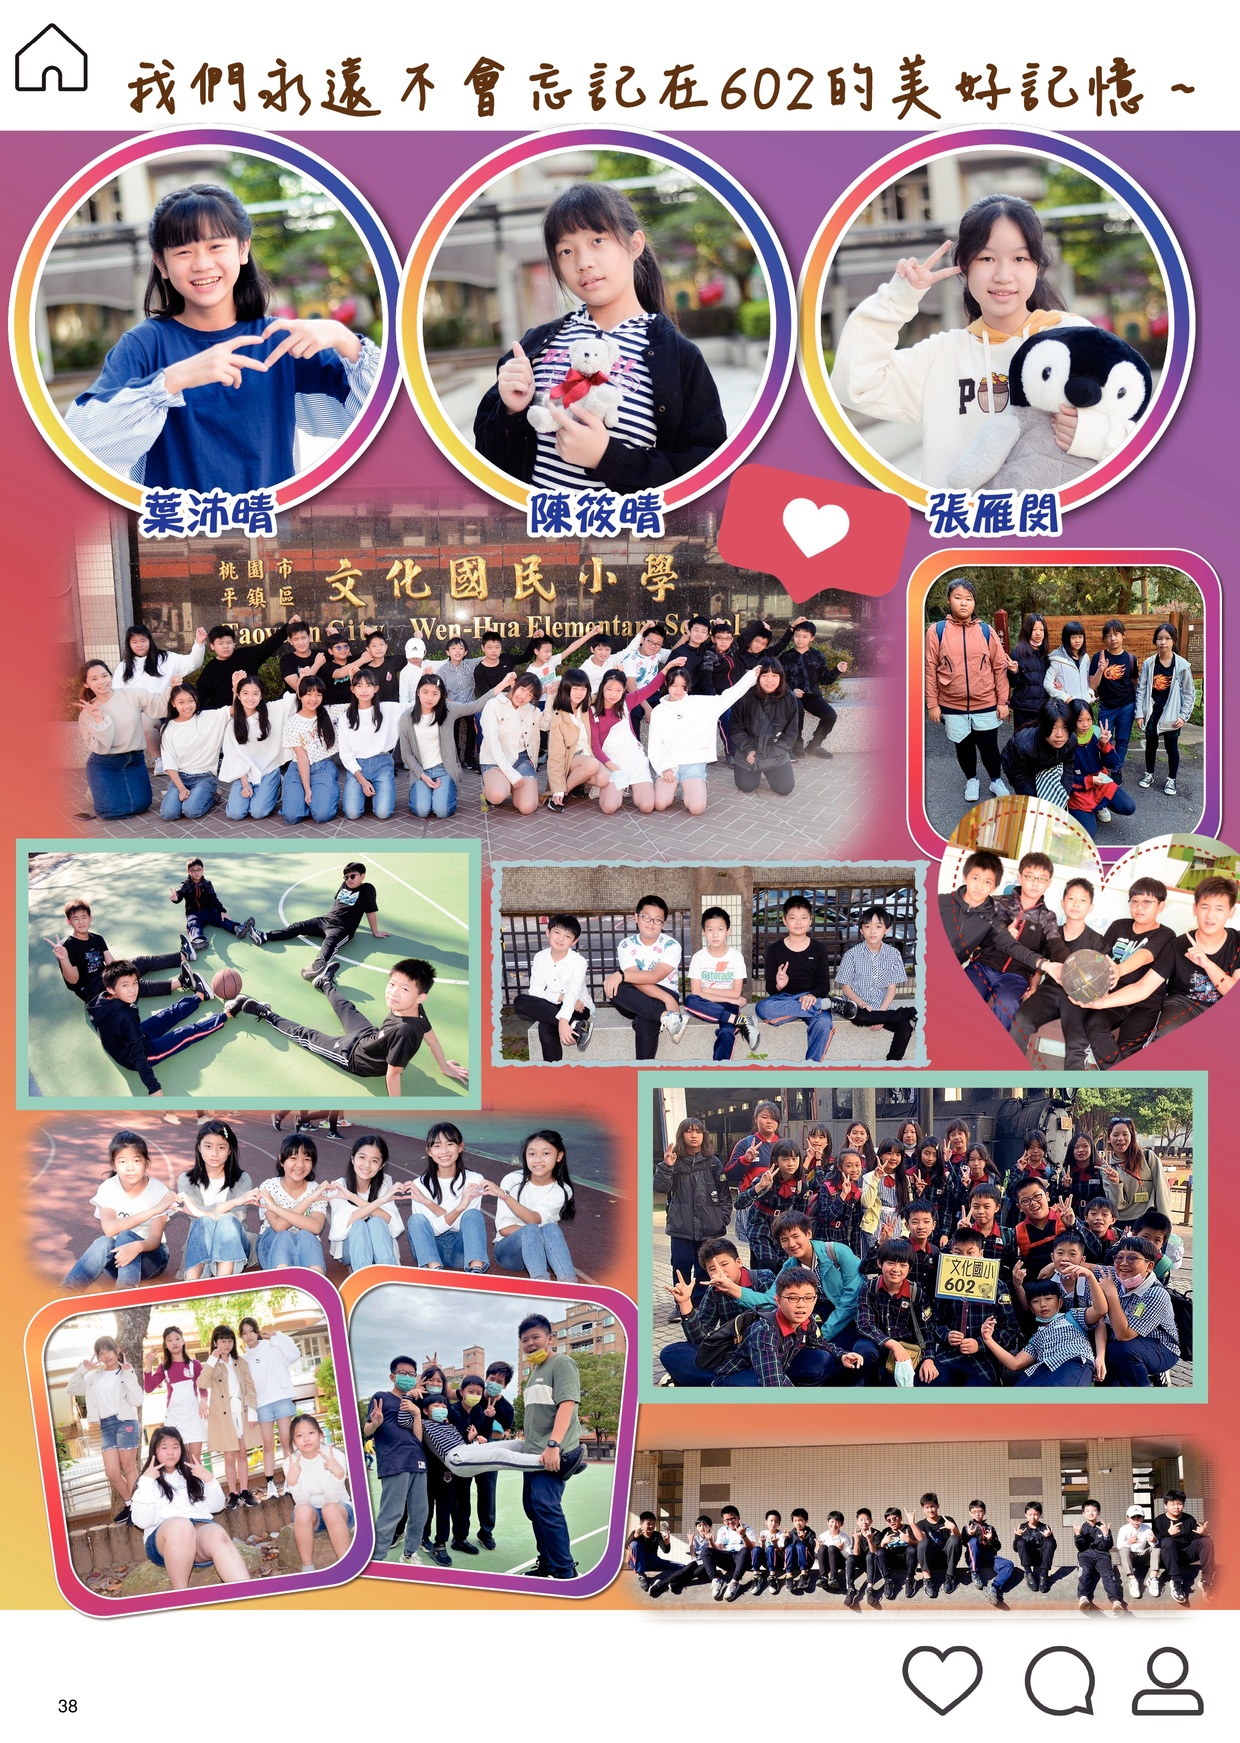 我們永遠不會忘記在602的美好記憶~
葉沛晴
陳筱晴
張雁閔
桃園市
平鎮區
文化國民小學
Wen-Hua Elementary School
Gatorade
文化國小
602
38